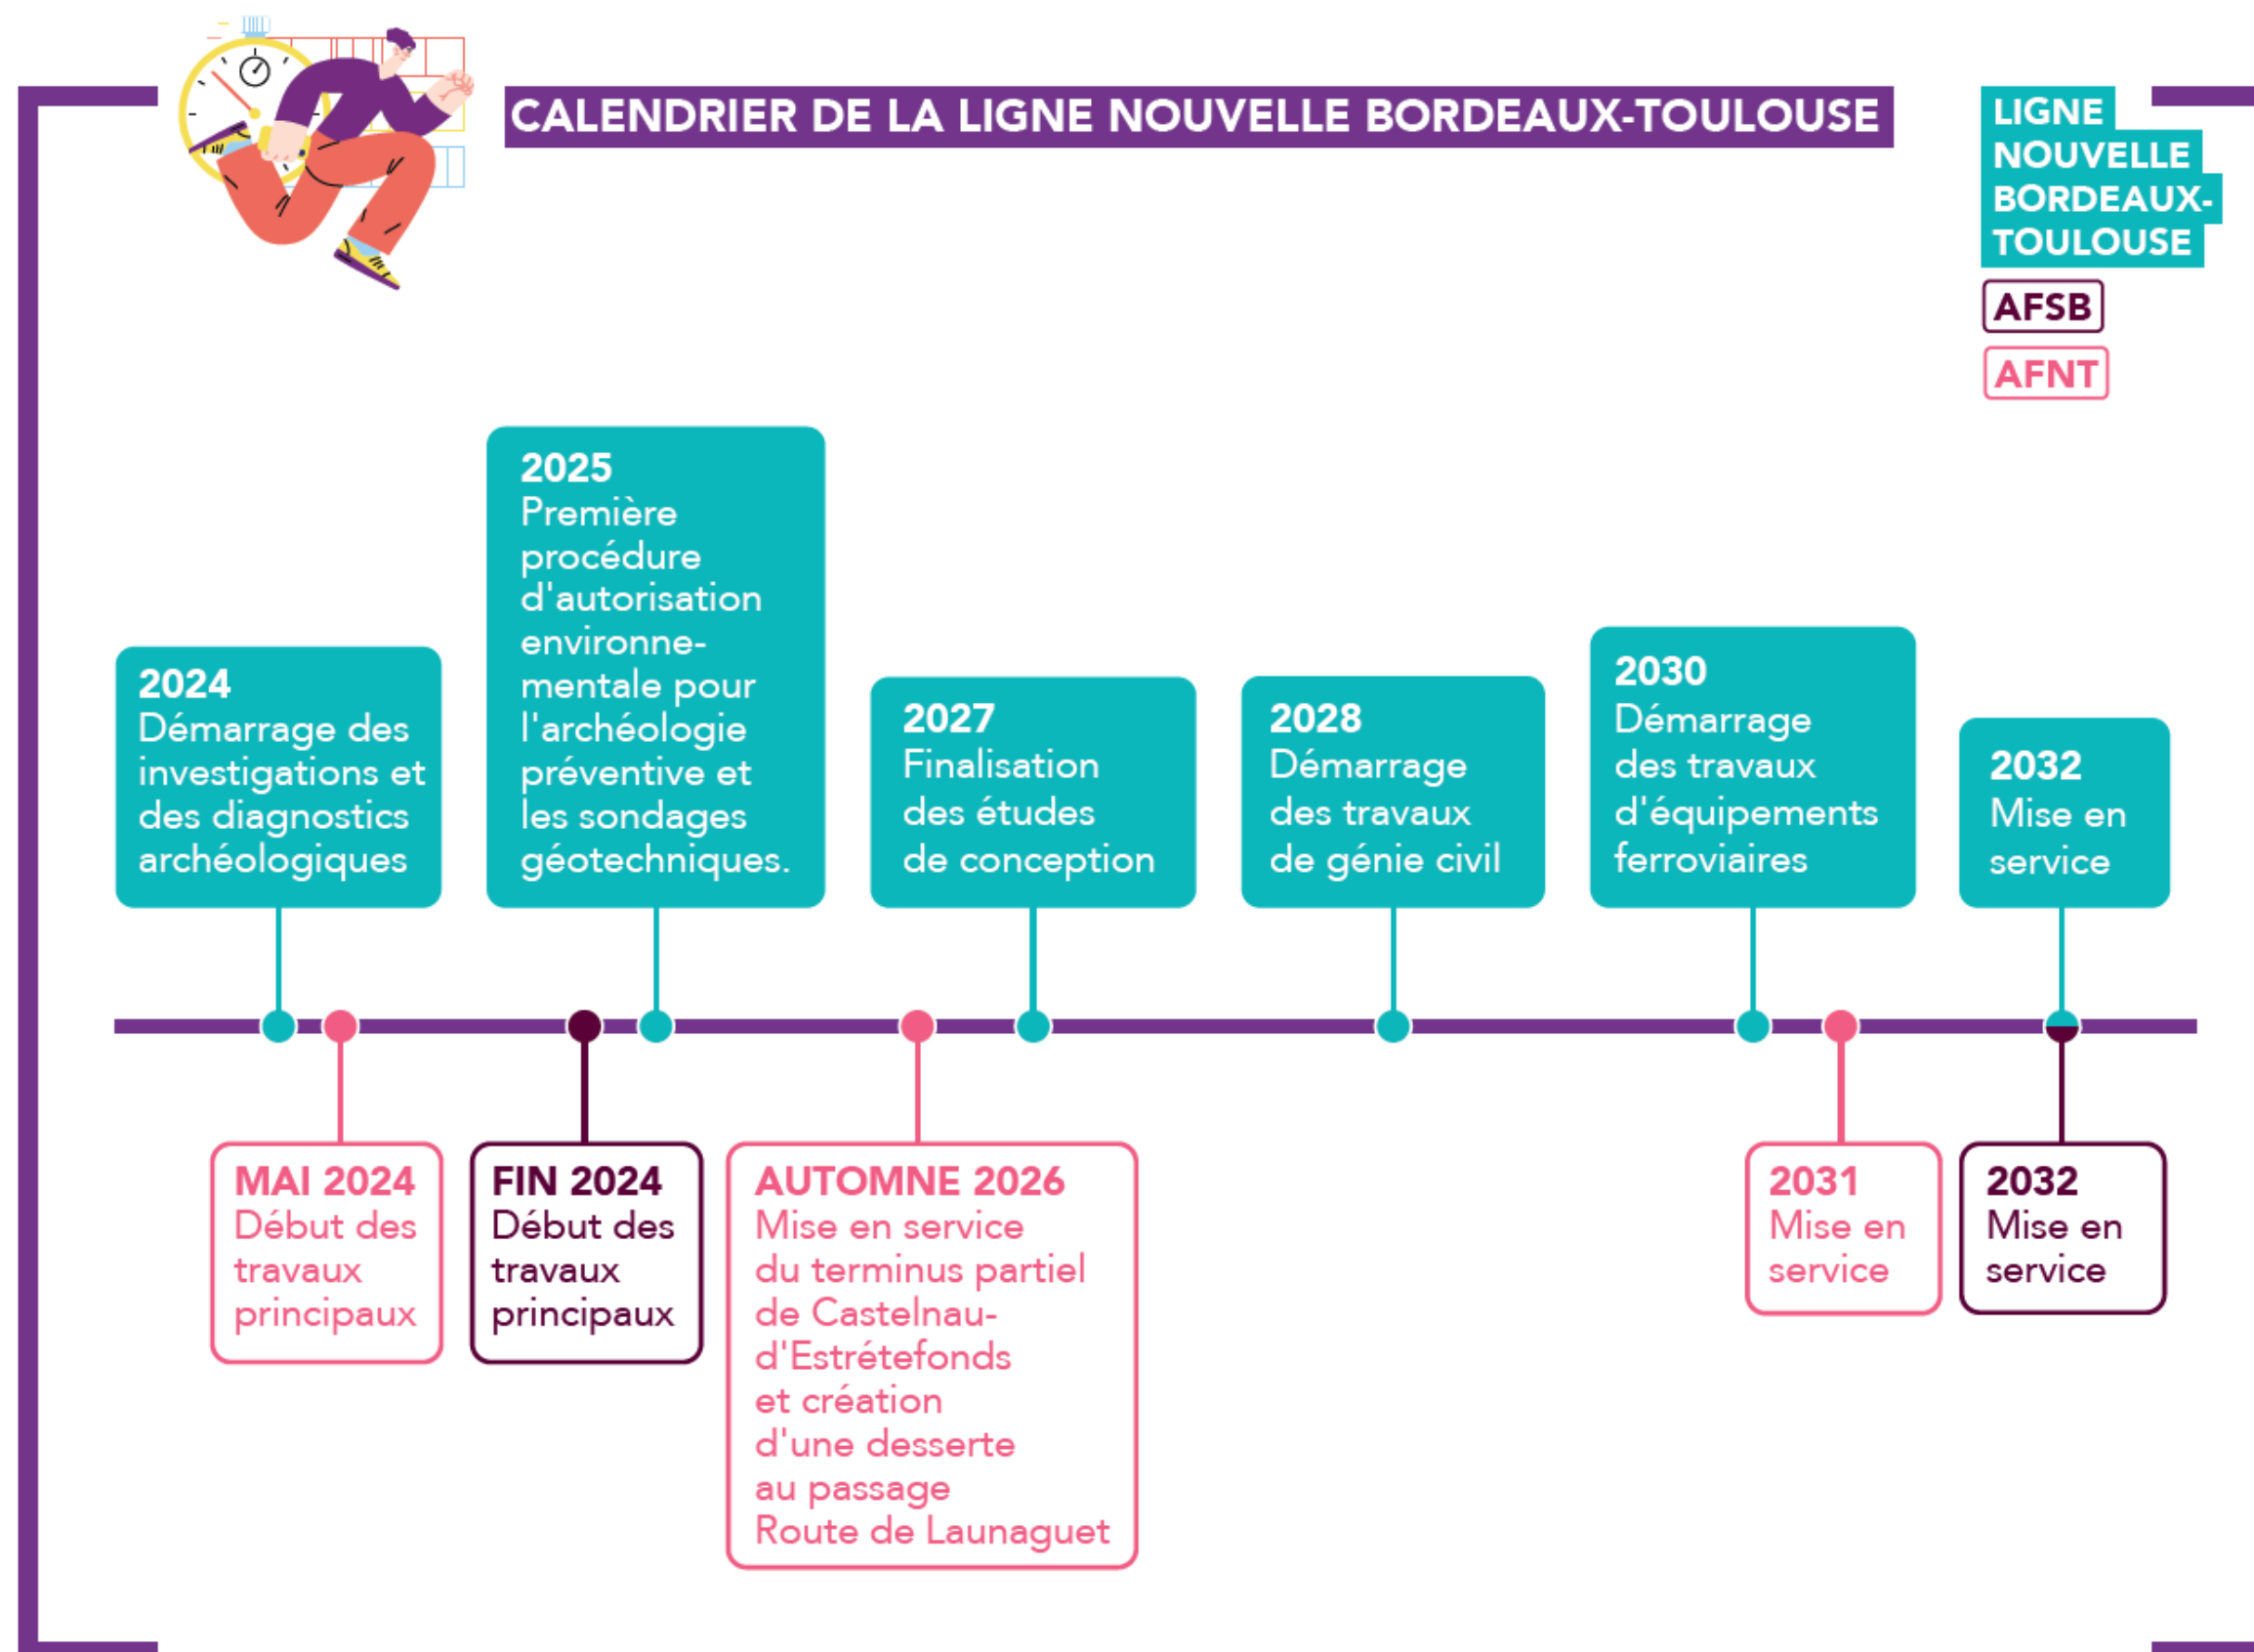 CALENDRIER DE LA LIGNE NOUVELLE BORDEAUX-TOULOUSE
LIGNE
NOUVELLE
BORDEAUX-
TOULOUSE
AFSB
AFNT
2024
Démarrage des
investigations et
des diagnostics
archéologiques
2025
Première
procédure
d'autorisation
environne-
mentale pour
l'archéologie
préventive et
les sondages
géotechniques.
2027
Finalisation
des études
de conception
2028
Démarrage
des travaux
de génie civil
2030
Démarrage
des travaux
d'équipements
ferroviaires
2032
Mise en
service
MAI 2024
Début des
travaux
principaux
FIN 2024
Début des
travaux
principaux
AUTOMNE 2026
Mise en service
du terminus partiel
de Castelnau-
d'Estrétefonds
et création
d'une desserte
au passage
Route de Launaguet
2031
Mise en
service
2032
Mise en
service